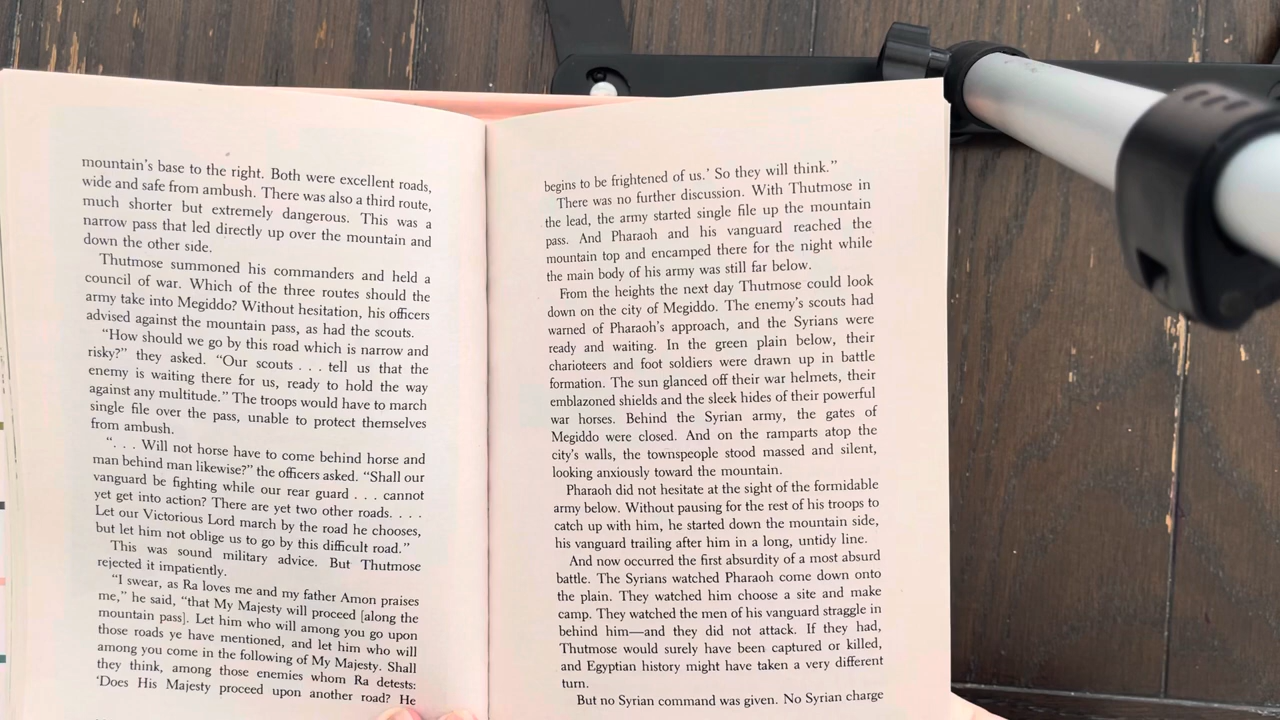 mountain's base to the right. Both were excellent roads,
wide and safe from ambush. There was also a third route,
much shorter but extremely dangerous. This was a
narrow pass that led directly up over the mountain and
down the other side.
Thutmose summoned his commanders and held a
council of war. Which of the three routes should the
army take into Megiddo? Without hesitation, his officers
advised against the mountain pass, as had the scouts.
“How should we go by this road which is narrow and
risky?” they asked. “Our scouts . . . tell us that the
enemy is waiting there for us, ready to hold the way
against any multitude.” The troops would have to march
single file over the pass, unable to protect themselves
from ambush.
“. . . Will not horse have to come behind horse and
man behind man likewise?” the officers asked. “Shall our
vanguard be fighting while our rear guard . . . cannot
yet get into action? There are yet two other roads. . . .
Let our Victorious Lord march by the road he chooses,
but let him not oblige us to go by this difficult road.”
This was sound military advice. But Thutmose
rejected it impatiently.
“I swear, as Ra loves me and my father Amon praises
me,” he said, “that My Majesty will proceed [along the
mountain pass]. Let him who will among you go upon
those roads ye have mentioned, and let him who will
among you come in the following of My Majesty. Shall
they think, among those enemies whom Ra detests:
‘Does His Majesty proceed upon another road? He
begins to be frightened of us.’ So they will think.”
There was no further discussion. With Thutmose in
the lead, the army started single file up the mountain
pass. And Pharaoh and his vanguard reached the
mountain top and encamped there for the night while
the main body of his army was still far below.
From the heights the next day Thutmose could look
down on the city of Megiddo. The enemy's scouts had
warned of Pharaoh's approach, and the Syrians were
ready and waiting. In the green plain below, their
charioteers and foot soldiers were drawn up in battle
formation. The sun glanced off their war helmets, their
emblazoned shields and the sleek hides of their powerful
war horses. Behind the Syrian army, the gates of
Megiddo were closed. And on the ramparts atop the
city's walls, the townspeople stood massed and silent,
looking anxiously toward the mountain.
Pharaoh did not hesitate at the sight of the formidable
army below. Without pausing for the rest of his troops to
catch up with him, he started down the mountain side,
his vanguard trailing after him in a long, untidy line.
And now occurred the first absurdity of a most absurd
battle. The Syrians watched Pharaoh come down onto
the plain. They watched him choose a site and make
camp. They watched the men of his vanguard straggle in
behind him—and they did not attack. If they had,
Thutmose would surely have been captured or killed,
and Egyptian history might have taken a very different
turn.
But no Syrian command was given. No Syrian charge